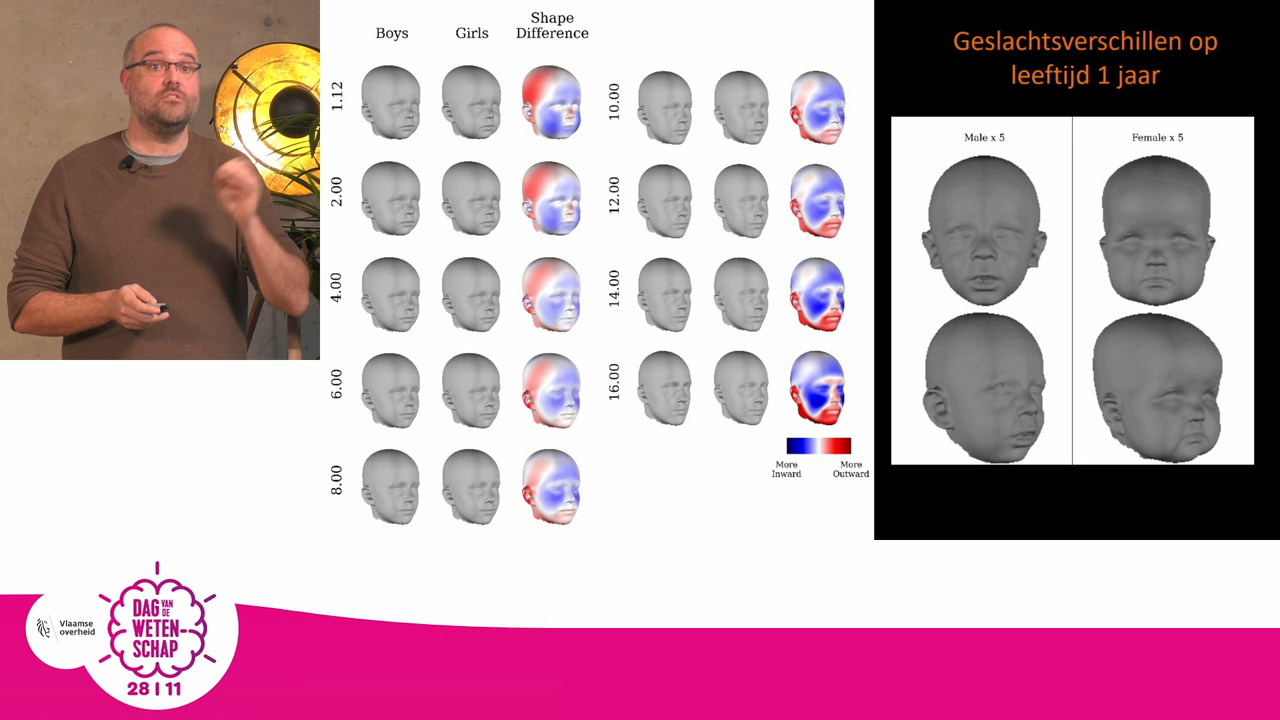 Boys
Girls
Shape
Difference
1.12
2.00
4.00
6.00
8.00
10.00
12.00
14.00
16.00
More
Inward
More
Outward
Geslachtsverschillen op
leeftijd 1 jaar
Male x 5
Female x 5
Vlaamse
overheid
DAG VAN DE
WETEN-
SCHAP
28 | 11